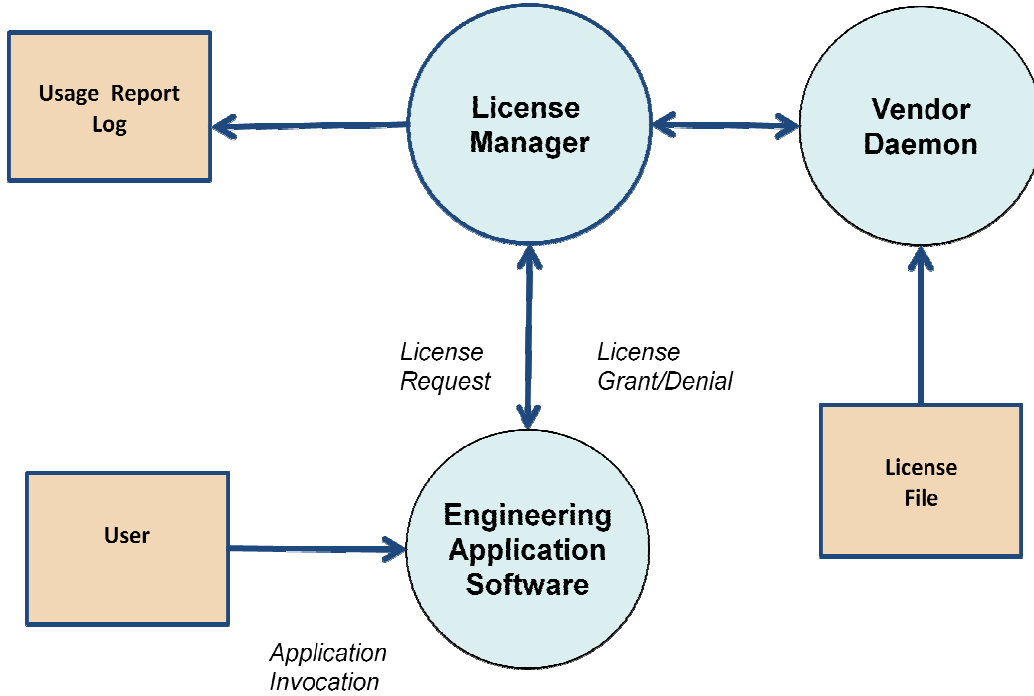 Usage Report
Log
License
Manager
Vendor
Daemon
License
Request
License
Grant/Denial
License
File
User
Engineering
Application
Software
Application
Invocation